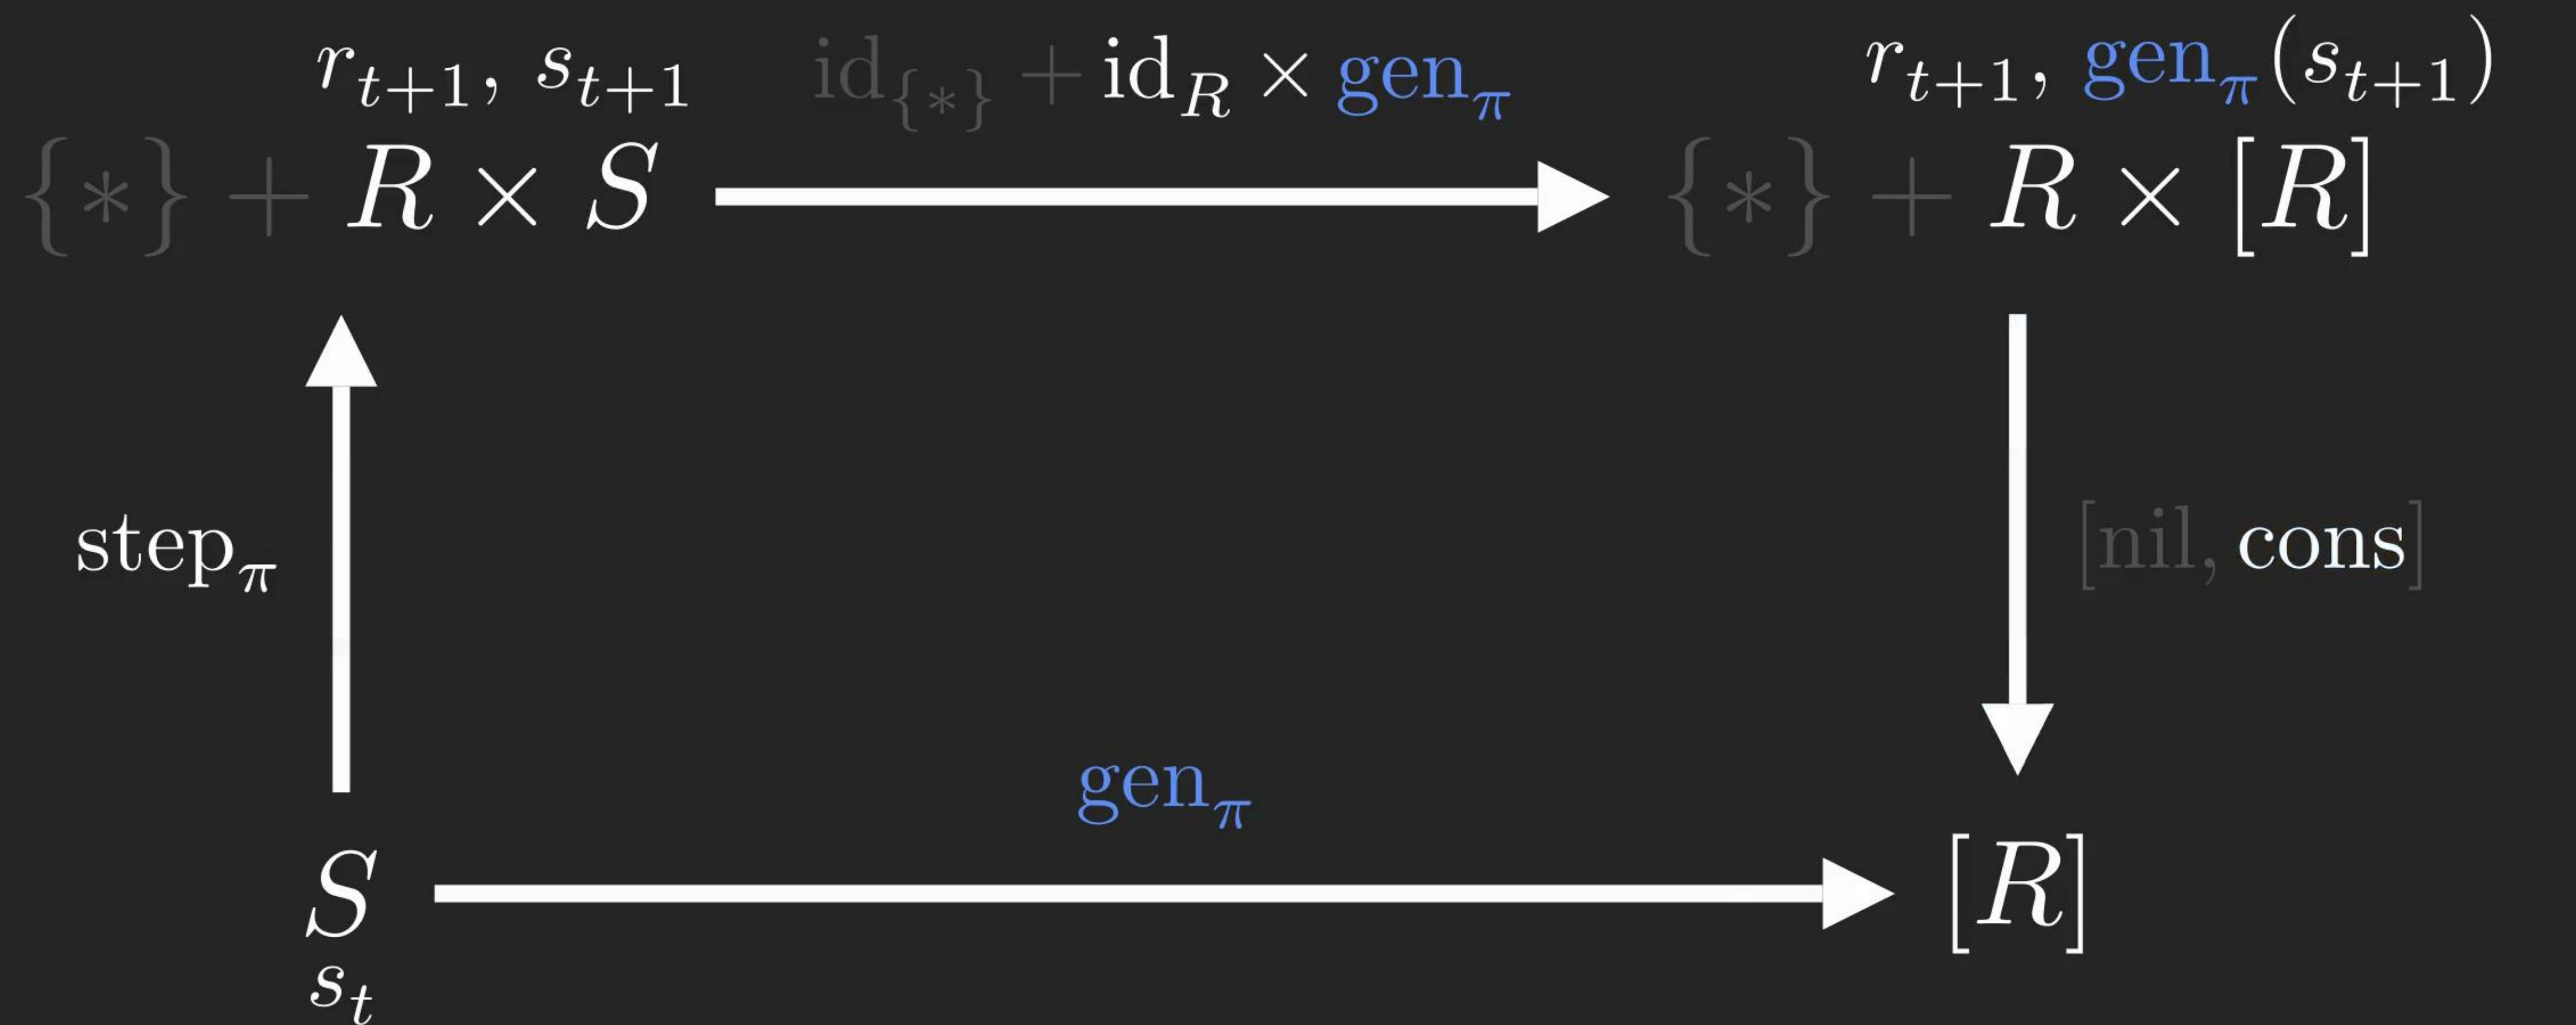 r_{t+1}, s_{t+1}
id_{\{*\}} + id_R × gen_π
r_{t+1}, gen_π(s_{t+1})
{*} + R × S
{*} + R × [R]
step_π
[nil, cons]
gen_π
S
[R]
s_t